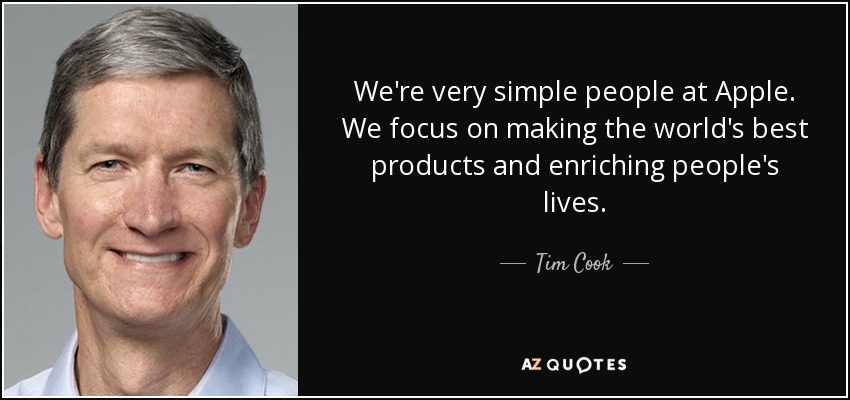 We're very simple people at Apple.
We focus on making the world's best
products and enriching people's
lives.
Tim Cook
AZ QUOTES